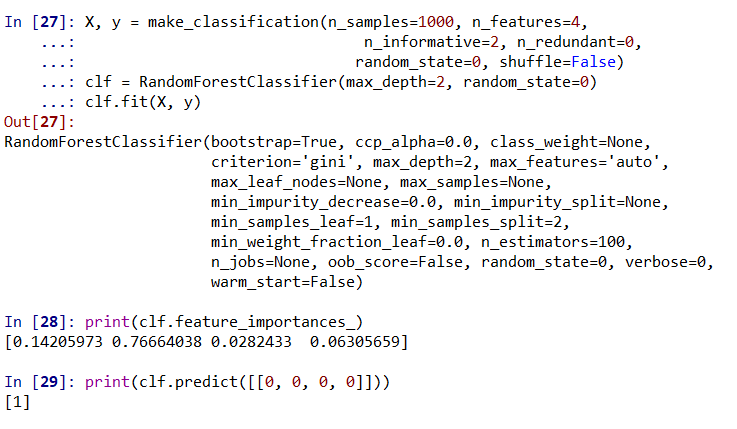 In [27]: X, y = make_classification(n_samples=1000, n_features=4,
    ...:                            n_informative=2, n_redundant=0,
    ...:                           random_state=0, shuffle=False)
    ...: clf = RandomForestClassifier(max_depth=2, random_state=0)
    ...: clf.fit(X, y)
Out[27]:
RandomForestClassifier(bootstrap=True, ccp_alpha=0.0, class_weight=None,
                       criterion='gini', max_depth=2, max_features='auto',
                       max_leaf_nodes=None, max_samples=None,
                       min_impurity_decrease=0.0, min_impurity_split=None,
                       min_samples_leaf=1, min_samples_split=2,
                       min_weight_fraction_leaf=0.0, n_estimators=100,
                       n_jobs=None, oob_score=False, random_state=0, verbose=0,
                       warm_start=False)
In [28]: print(clf.feature_importances_)
[0.14205973 0.76664038 0.0282433  0.06305659]
In [29]: print(clf.predict([[0, 0, 0, 0]]))
[1]